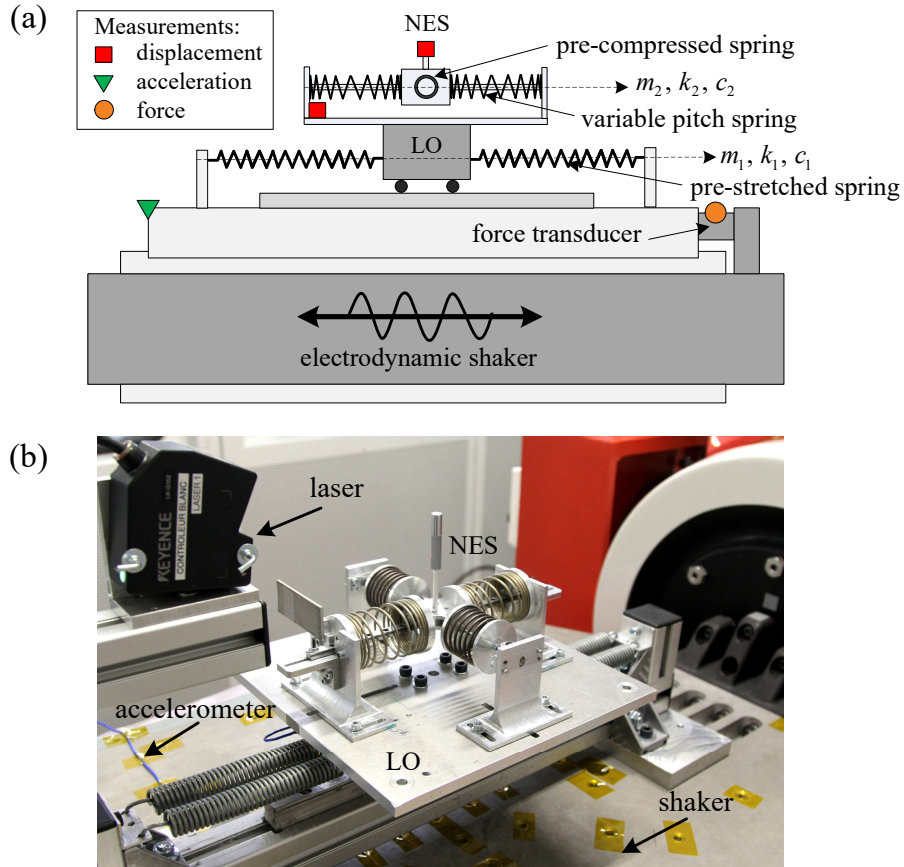 (a)
Measurements:
displacement
acceleration
force
NES
pre-compressed spring
m2, k2, c2
variable pitch spring
LO
m1, k1, c1
pre-stretched spring
force transducer
electrodynamic shaker
(b)
laser
KEYENCE
CONTROLEUR BLANC
LASER 1
NES
accelerometer
LO
shaker